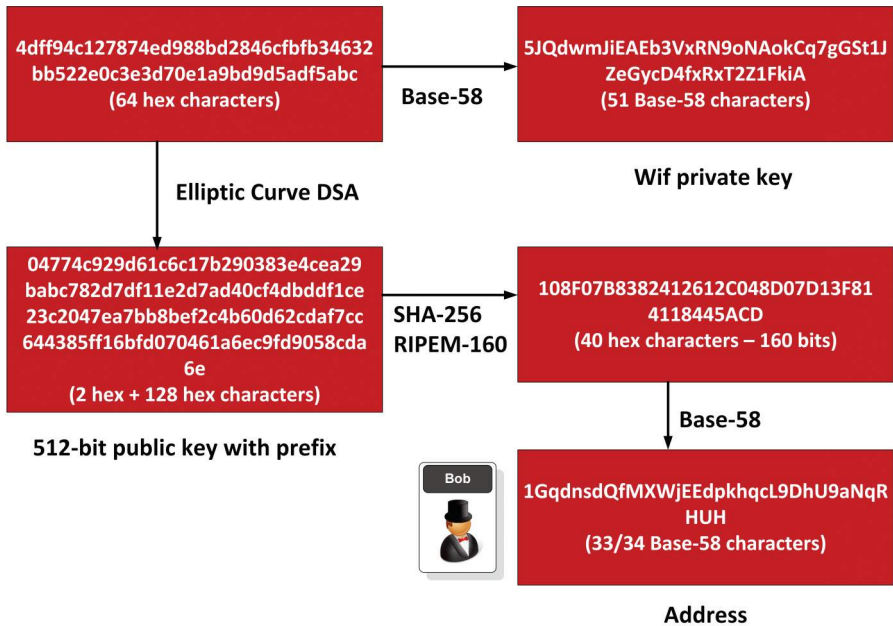 4dff94c127874ed988bd2846cfbfb34632
bb522e0c3e3d70e1a9bd9d5adf5abc
(64 hex characters)
Base-58
5JQdwmJiEAEb3VxRN9oNAokCq7gGSt1J
ZeGycD4fxRxT2Z1FkiA
(51 Base-58 characters)
Wif private key
Elliptic Curve DSA
04774c929d61c6c17b290383e4cea29
babc782d7df11e2d7ad40cf4dbddf1ce
23c2047ea7bb8bef2c4b60d62cdaf7cc
644385ff16bfd070461a6ec9fd9058cda
6e
(2 hex + 128 hex characters)
512-bit public key with prefix
SHA-256
RIPEM-160
108F07B8382412612C048D07D13F81
4118445ACD
(40 hex characters – 160 bits)
Base-58
Bob
1GqdnsdQfMXWjEEdpkhqcL9DhU9aNqR
HUH
(33/34 Base-58 characters)
Address